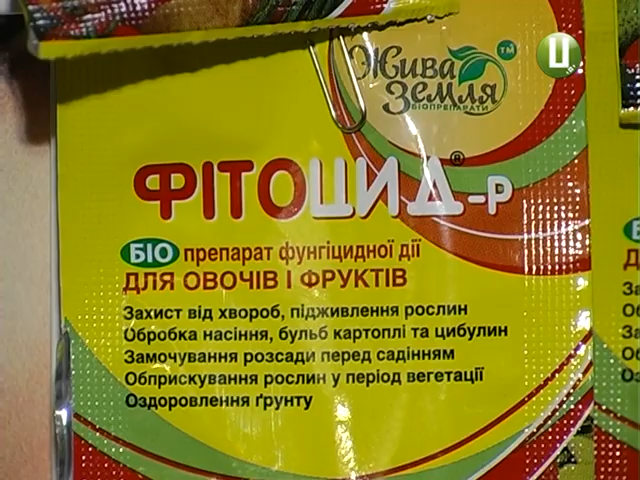 Жива
Земля
БІОПРЕПАРАТИ
ТМ
Ц
ФІТОЦИД®-Р
БІО препарат фунгіцидної дії
ДЛЯ ОВОЧІВ І ФРУКТІВ
Захист від хвороб, підживлення рослин
Обробка насіння, бульб картоплі та цибулин
Замочування розсади перед садінням
Обприскування рослин у період вегетації
Оздоровлення ґрунту